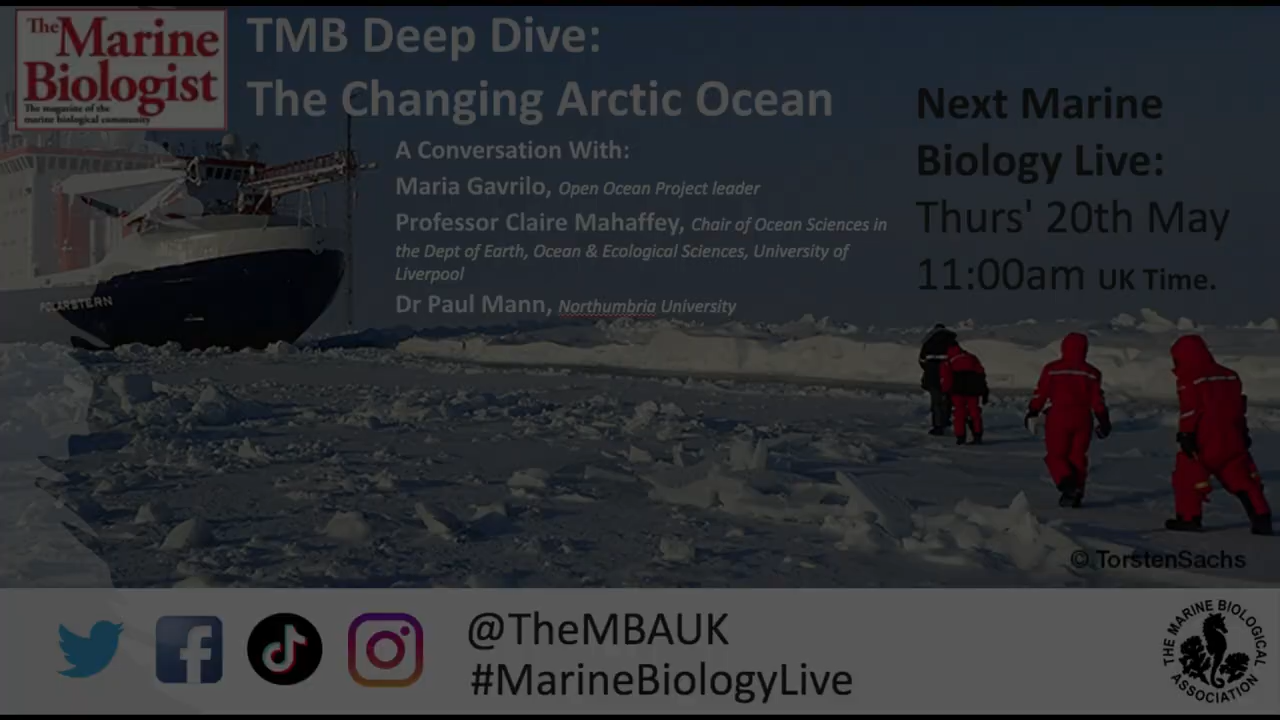 The Marine
Biologist
The magazine of the
marine biological community
TMB Deep Dive:
The Changing Arctic Ocean
A Conversation With:
Maria Gavrilo, Open Ocean Project leader
Professor Claire Mahaffey, Chair of Ocean Sciences in
the Dept of Earth, Ocean & Ecological Sciences, University of
Liverpool
Dr Paul Mann, Northumbria University
Next Marine
Biology Live:
Thurs' 20th May
11:00am UK Time.
POLARSTERN
© TorstenSachs
@TheMBAUK
#MarineBiologyLive
THE MARINE BIOLOGICAL
ASSOCIATION